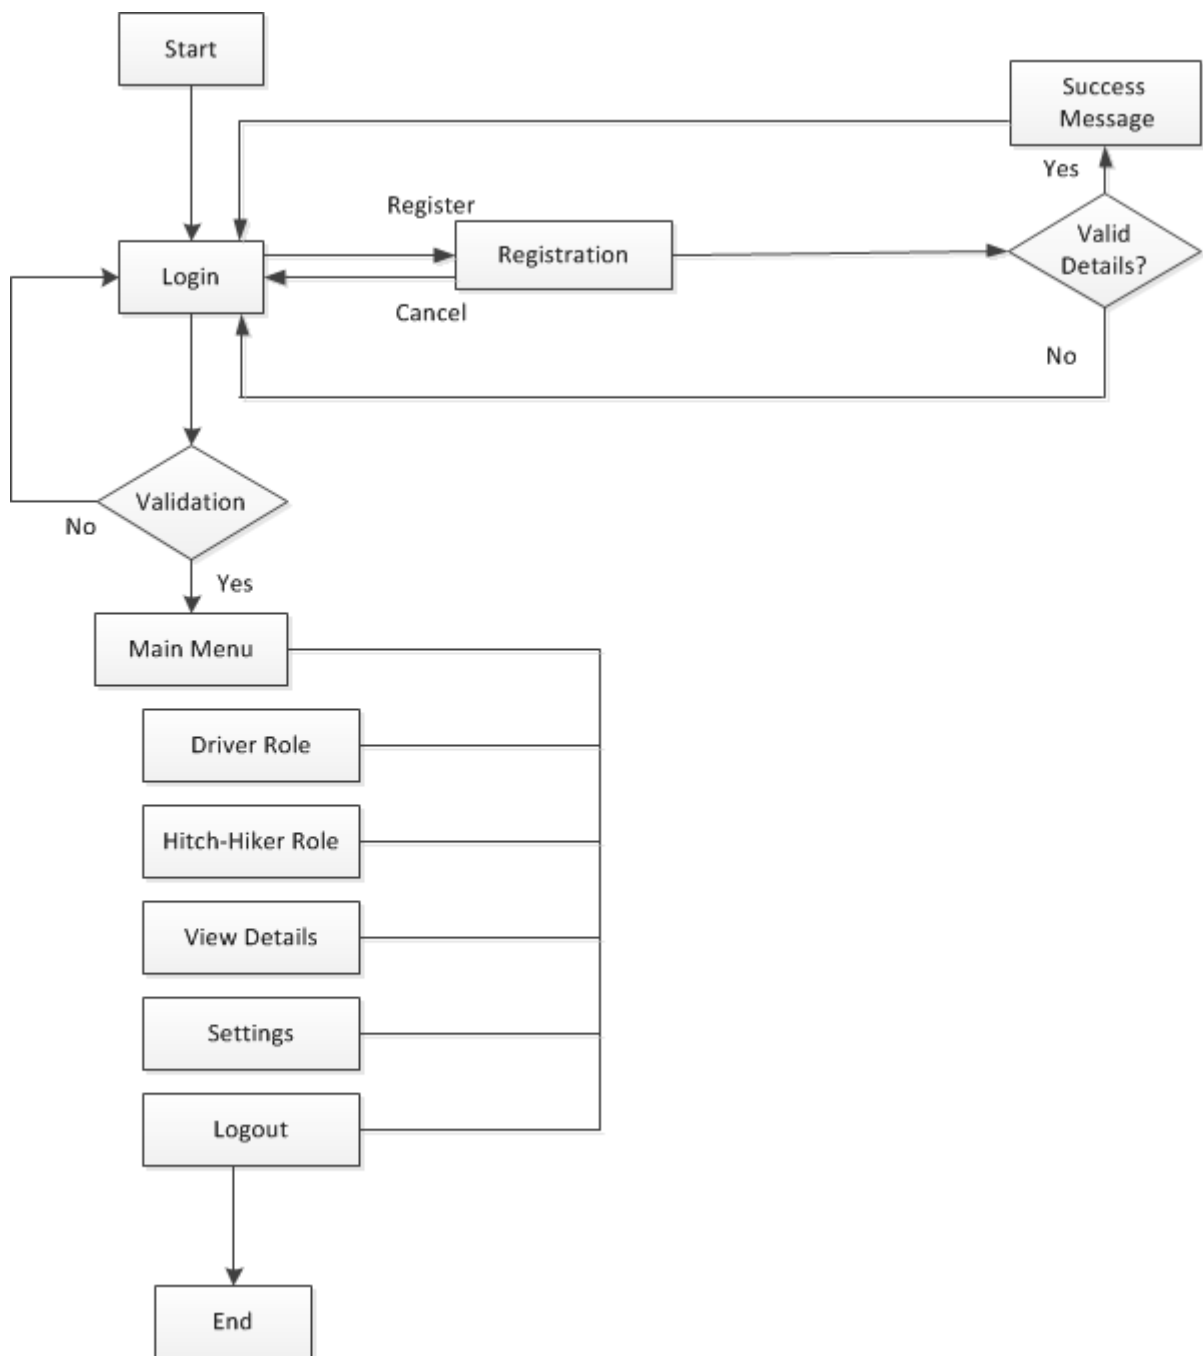 Start
Success
Message
Yes
Register
Registration
Valid
Details?
Login
Cancel
No
Validation
No
Yes
Main Menu
Driver Role
Hitch-Hiker Role
View Details
Settings
Logout
End